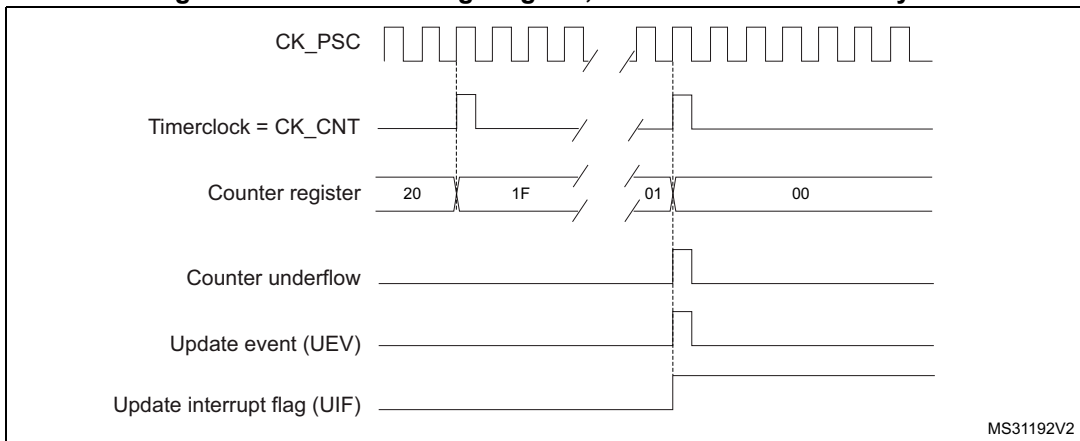 CK_PSC
Timerclock = CK_CNT
Counter register 20 1F 01 00
Counter underflow
Update event (UEV)
Update interrupt flag (UIF)
MS31192V2